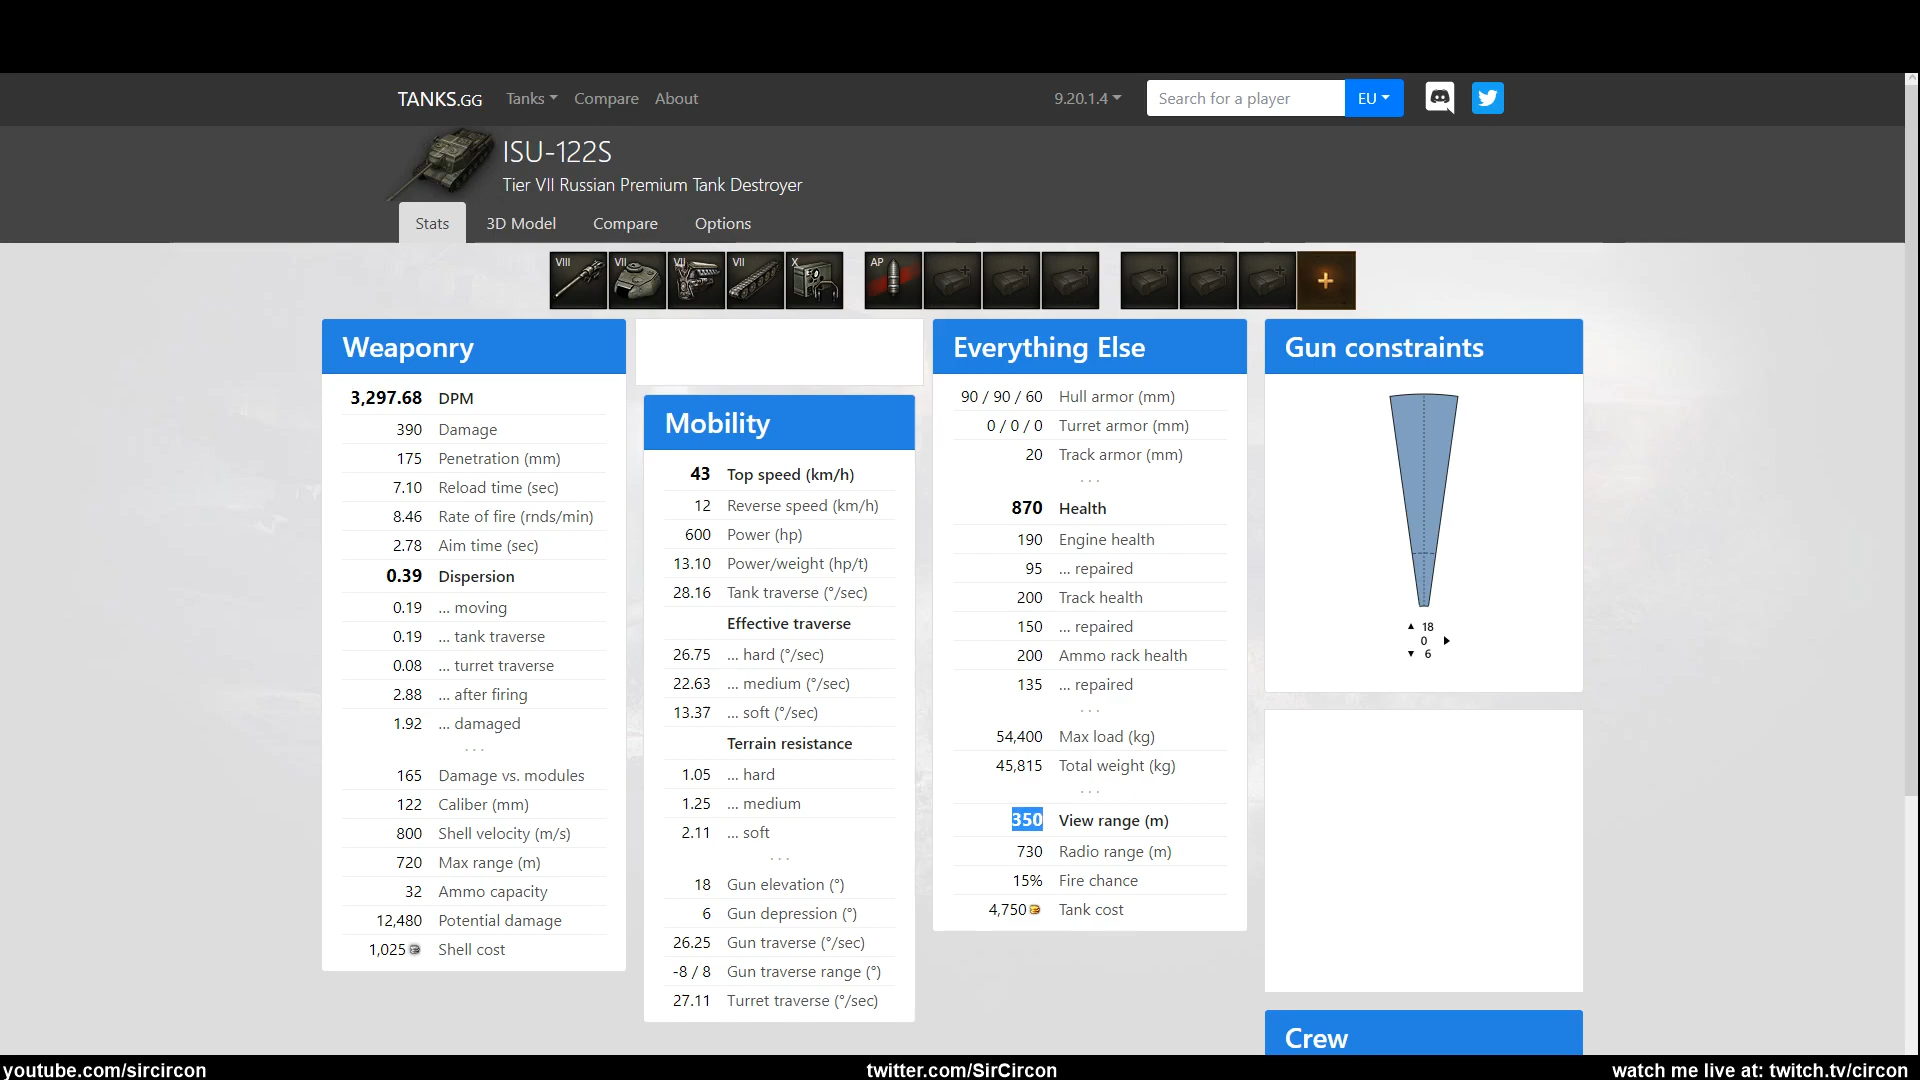 TANKS.GG Tanks Compare About 9.20.1.4 Search for a player EU
ISU-122S
Tier VII Russian Premium Tank Destroyer
Stats 3D Model Compare Options
VIII VII VII VII X AP
Weaponry
3,297.68 DPM
390 Damage
175 Penetration (mm)
7.10 Reload time (sec)
8.46 Rate of fire (rnds/min)
2.78 Aim time (sec)
0.39 Dispersion
0.19 ... moving
0.19 ... tank traverse
0.08 ... turret traverse
2.88 ... after firing
1.92 ... damaged
...
165 Damage vs. modules
122 Caliber (mm)
800 Shell velocity (m/s)
720 Max range (m)
32 Ammo capacity
12,480 Potential damage
1,025 Shell cost
Mobility
43 Top speed (km/h)
12 Reverse speed (km/h)
600 Power (hp)
13.10 Power/weight (hp/t)
28.16 Tank traverse (°/sec)
Effective traverse
26.75 ... hard (°/sec)
22.63 ... medium (°/sec)
13.37 ... soft (°/sec)
Terrain resistance
1.05 ... hard
1.25 ... medium
2.11 ... soft
...
18 Gun elevation (°)
6 Gun depression (°)
26.25 Gun traverse (°/sec)
-8 / 8 Gun traverse range (°)
27.11 Turret traverse (°/sec)
Everything Else
90 / 90 / 60 Hull armor (mm)
0 / 0 / 0 Turret armor (mm)
20 Track armor (mm)
...
870 Health
190 Engine health
95 ... repaired
200 Track health
150 ... repaired
200 Ammo rack health
135 ... repaired
...
54,400 Max load (kg)
45,815 Total weight (kg)
...
350 View range (m)
730 Radio range (m)
15% Fire chance
4,750 Tank cost
Gun constraints
▲ 18
0 ▶
▼ 6
Crew
youtube.com/sircircon
twitter.com/SirCircon
watch me live at: twitch.tv/circon